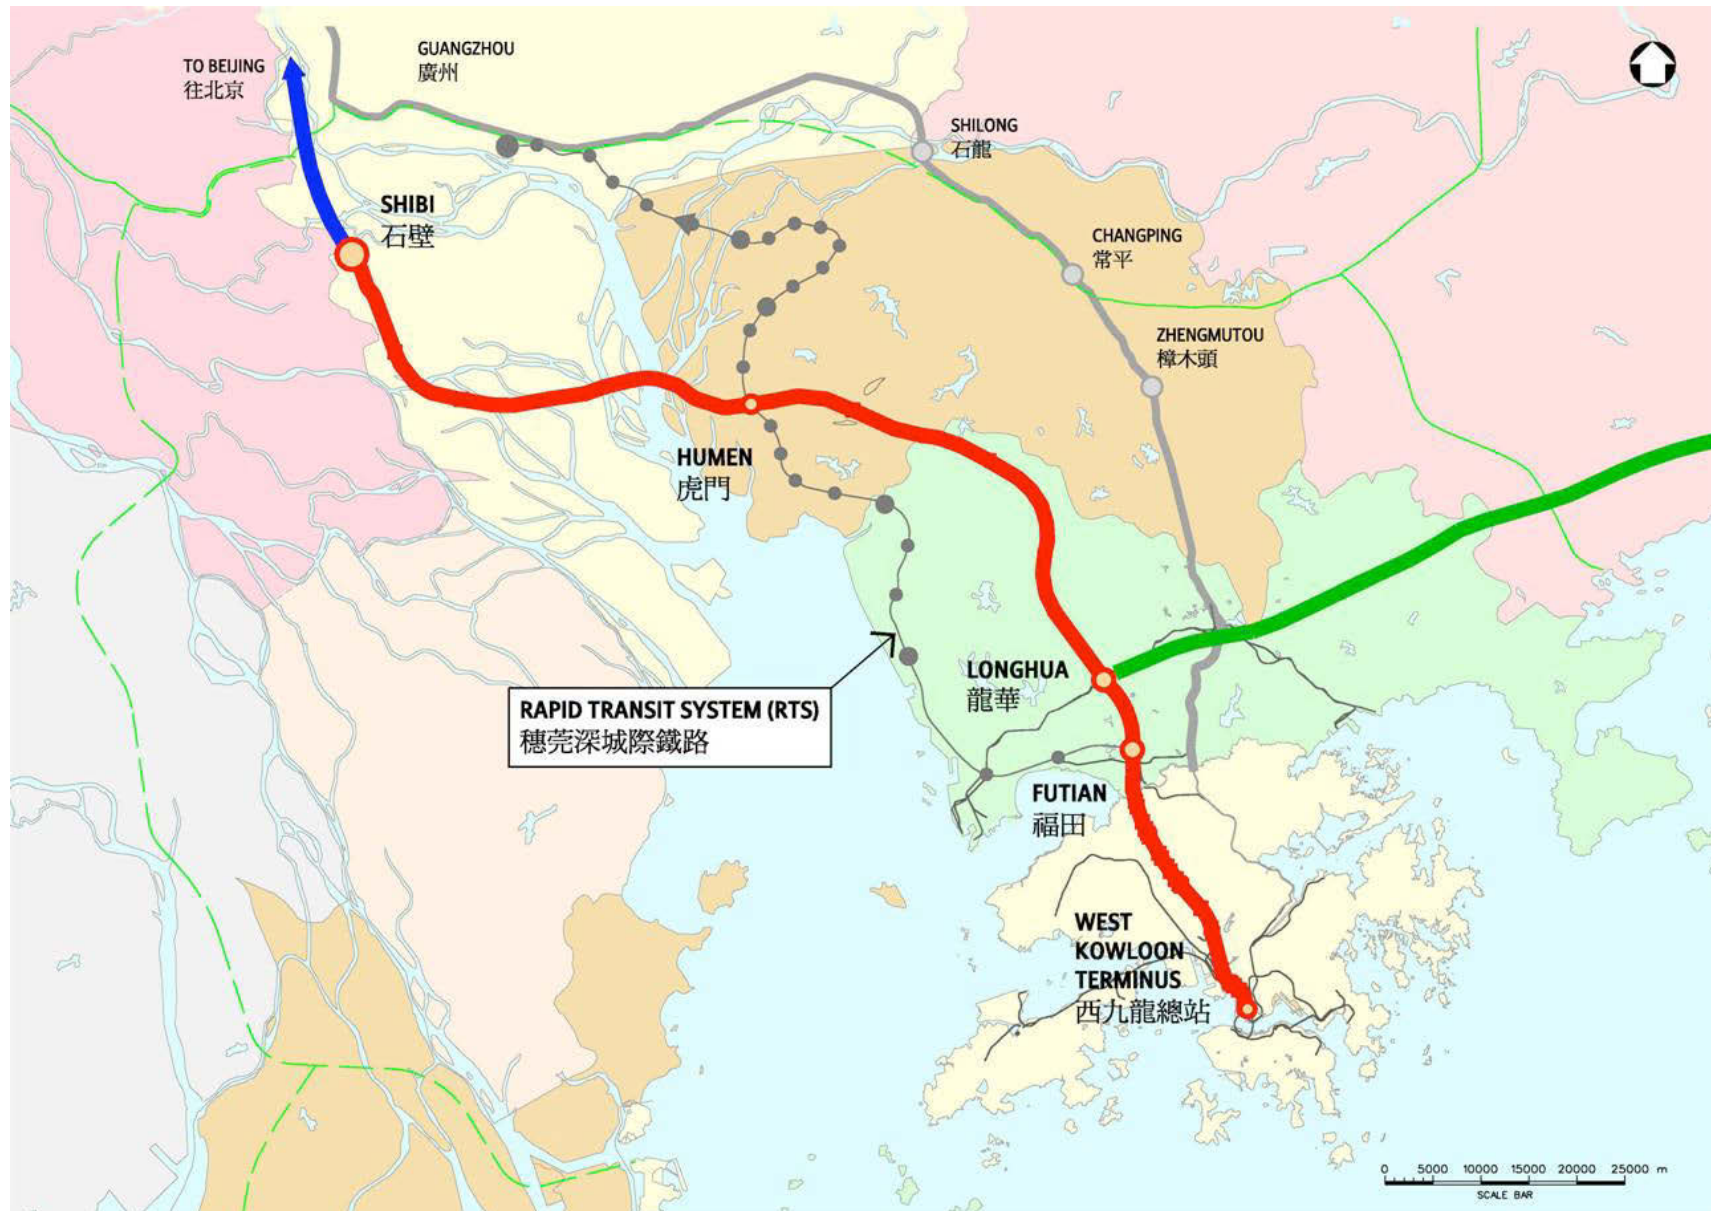 TO BEIJING
往北京
GUANGZHOU
廣州
SHILONG
石龍
SHIBI
石壁
CHANGPING
常平
ZHENGMUTOU
樟木頭
HUMEN
虎門
LONGHUA
龍華
RAPID TRANSIT SYSTEM (RTS)
穗莞深城際鐵路
FUTIAN
福田
WEST
KOWLOON
TERMINUS
西九龍總站
0 5000 10000 15000 20000 25000 m
SCALE BAR